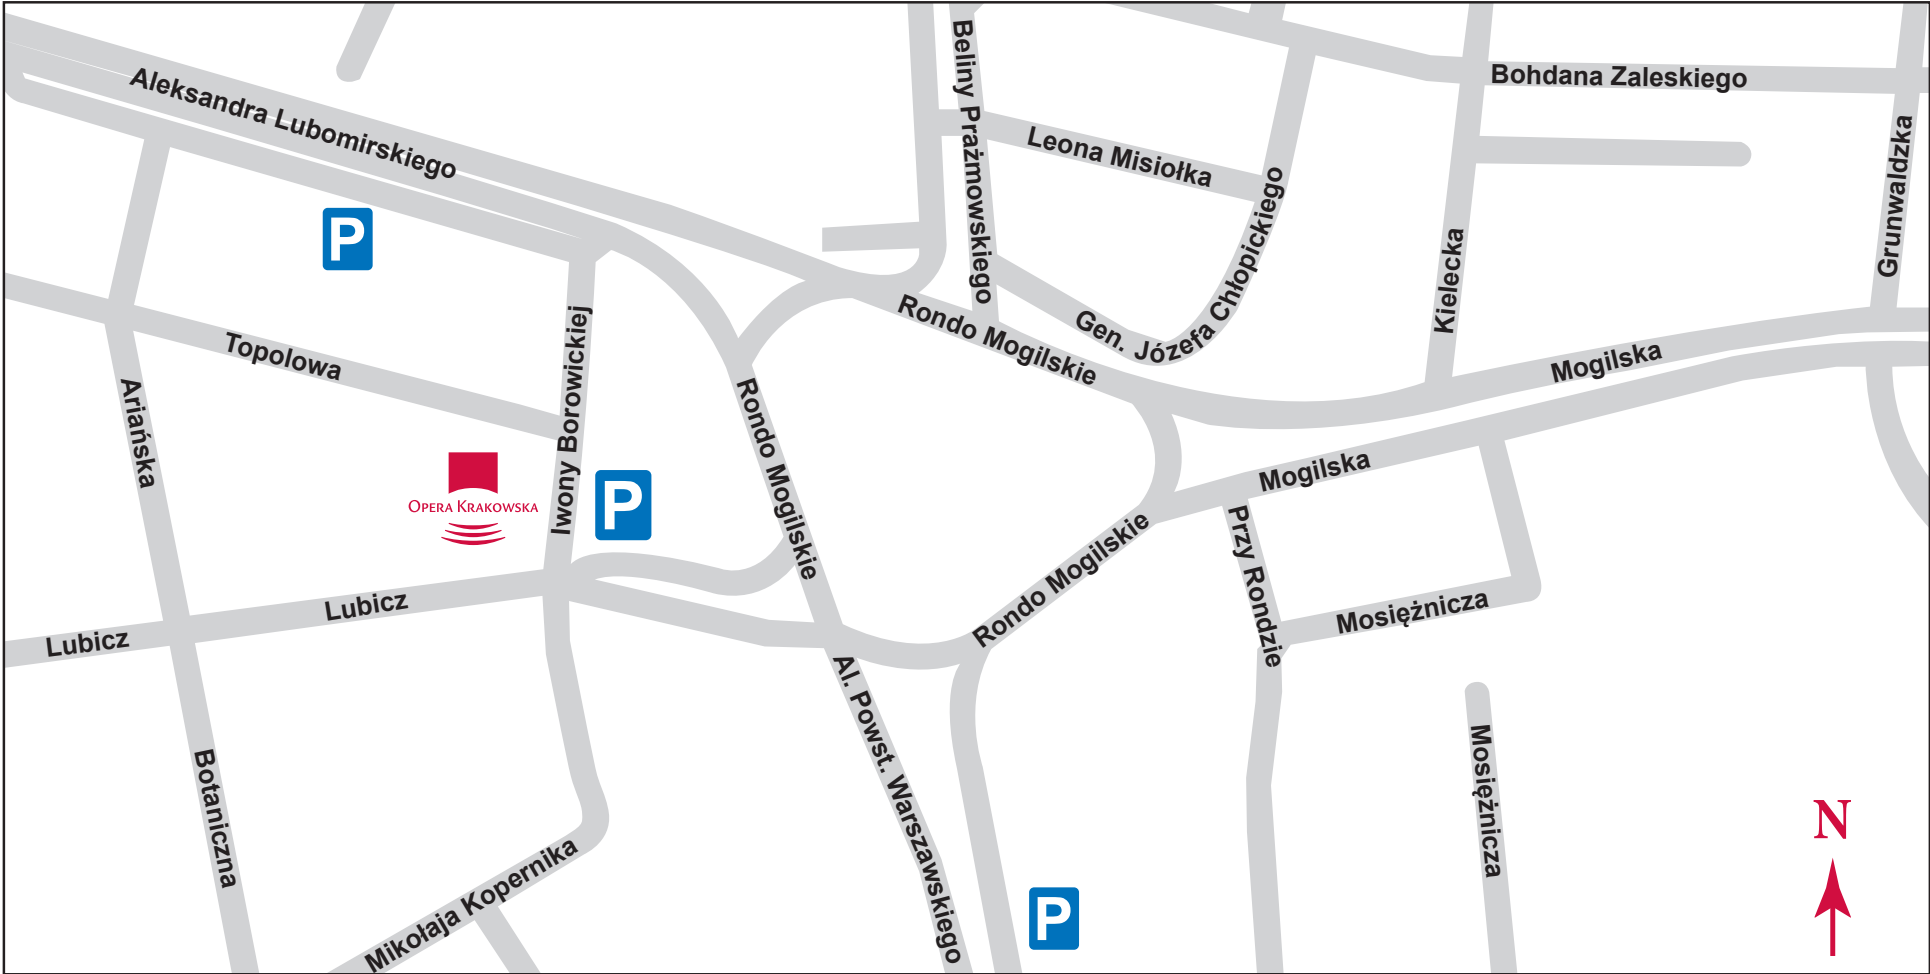 Beliny Prażmowskiego
Aleksandra Lubomirskiego
Bohdana Zaleskiego
Leona Misiołka
Grunwaldzka
P
Gen. Józefa Chłopickiego
Kielecka
Rondo Mogilskie
Topolowa
Iwony Borowickiej
Mogilska
Ariańska
Rondo Mogilskie
OPERA KRAKOWSKA
P
Mogilska
Rondo Mogilskie
Przy Rondzie
Lubicz
Lubicz
Mosiężnicza
Al. Powst. Warszawskiego
Botaniczna
Mosiężnicza
Mikołaja Kopernika
P
N